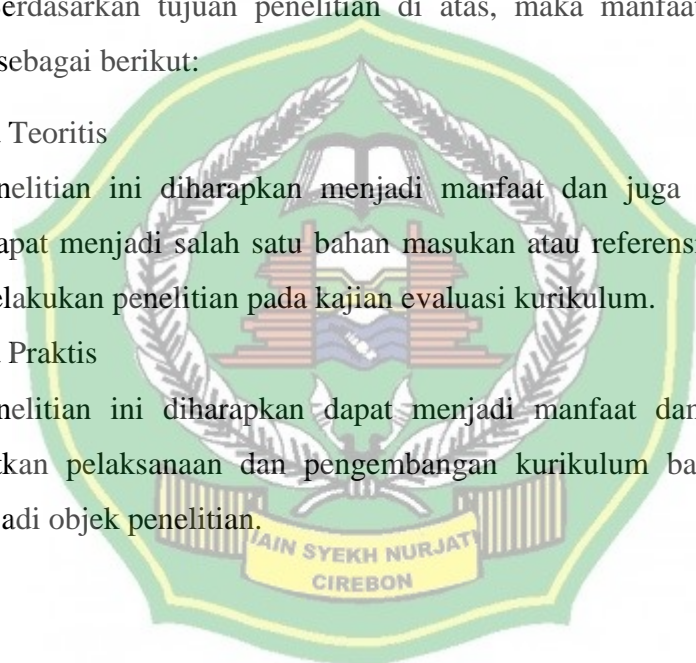 erdasarkan tujuan penelitian di atas, maka manfaat
sebagai berikut:
Teoritis
nelitian ini diharapkan menjadi manfaat dan juga
apat menjadi salah satu bahan masukan atau referens
elakukan penelitian pada kajian evaluasi kurikulum.
Praktis
nelitian ini diharapkan dapat menjadi manfaat dan
tkan pelaksanaan dan pengembangan kurikulum ba
adi objek penelitian.
IAIN SYEKH NURJATI
CIREBON